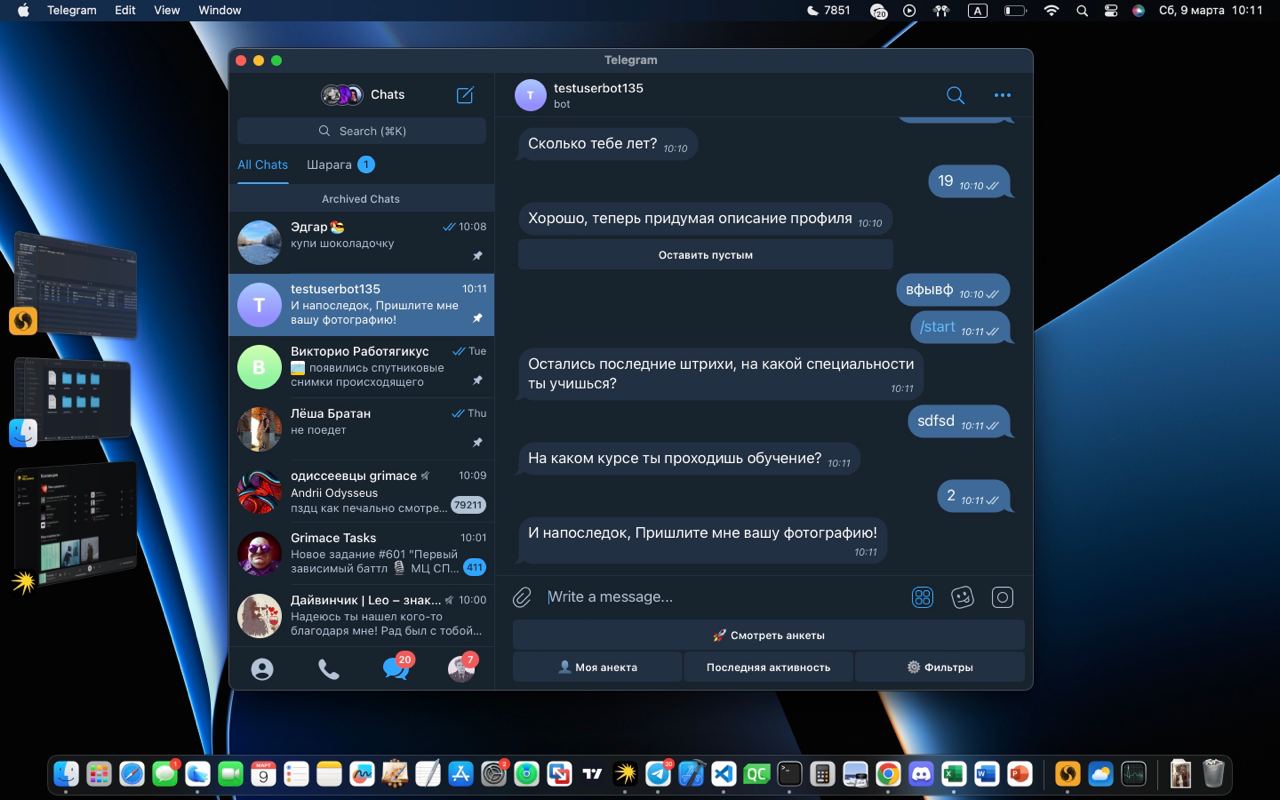 Telegram Edit View Window
7851
20
A
Сб, 9 марта 10:11
Telegram
Chats
Search (⌘K)
All Chats
Шарага 1
Archived Chats
Эдгар 10:08
купи шоколадочку
T
testuserbot135 10:11
И напоследок, Пришлите мне
вашу фотографию!
В
Викторио Работягикус Tue
появились спутниковые
снимки происходящего
Лёша Братан Thu
не поедет
одиссеевцы grimace 10:09
Andrii Odysseus
пздц как печально смотре... 79211
Grimace Tasks 10:01
Новое задание #601 "Первый
зависимый баттл МЦ СП... 411
Дайвинчик | Leo – знак... 10:00
Надеюсь ты нашел кого-то
благодаря мне! Рад был с тобой...
20
7
T
testuserbot135
bot
Сколько тебе лет? 10:10
19 10:10
Хорошо, теперь придумая описание профиля 10:10
Оставить пустым
вфывф 10:10
/start 10:11
Остались последние штрихи, на какой специальности
ты учишься? 10:11
sdfsd 10:11
На каком курсе ты проходишь обучение? 10:11
2 10:11
И напоследок, Пришлите мне вашу фотографию!
10:11
Write a message...
🚀 Смотреть анкеты
👤 Моя анекта
Последняя активность
⚙️ Фильтры
МАРТ
9
QC